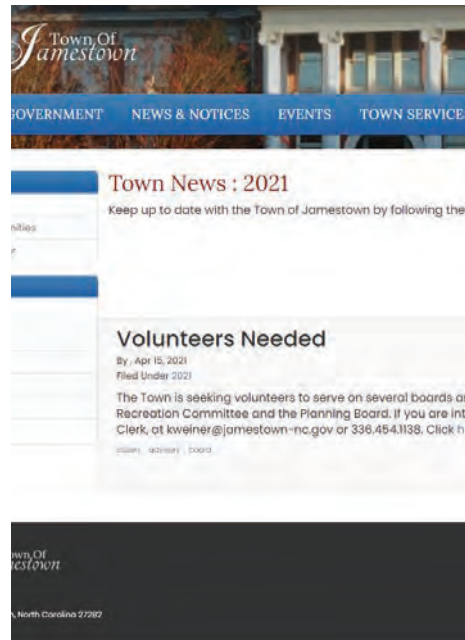 Town Of
Jamestown
GOVERNMENT NEWS & NOTICES EVENTS TOWN SERVICE
Town News : 2021
Keep up to date with the Town of Jamestown by following the
nities
r
Volunteers Needed
By , Apr 15, 2021
Filed Under 2021
The Town is seeking volunteers to serve on several boards a
Recreation Committee and the Planning Board. If you are int
Clerk, at kweiner@jamestown-nc.gov or 336.454.1138. Click h
citizen advisory board
own Of
estown
n, North Carolina 27282